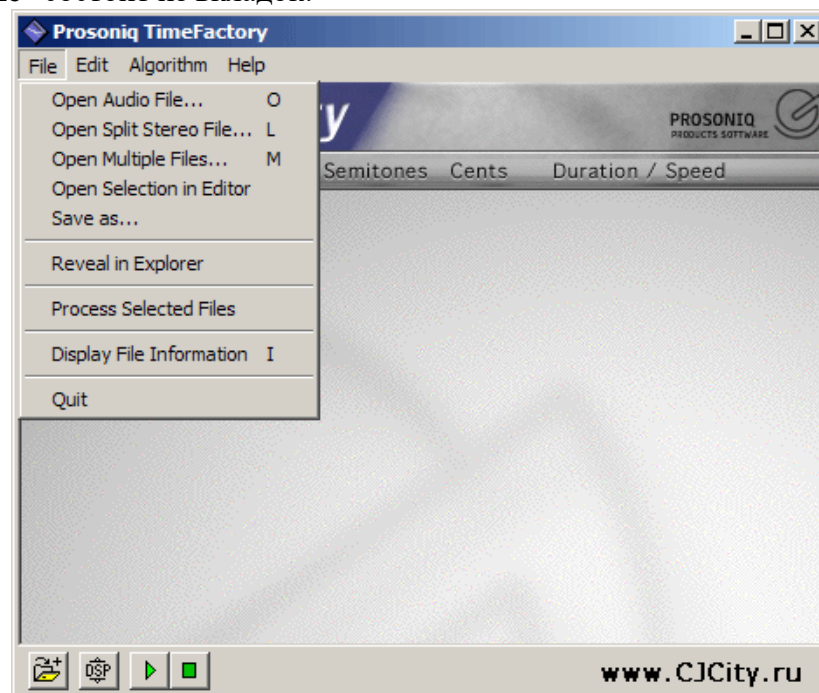 Prosoniq TimeFactory
File Edit Algorithm Help
Open Audio File... O
Open Split Stereo File... L
Open Multiple Files... M
Open Selection in Editor
Save as...
Reveal in Explorer
Process Selected Files
Display File Information I
Quit
y
PROSONIQ
PRODUCTS SOFTWARE
Semitones Cents Duration / Speed
DSP
www.CJCity.ru